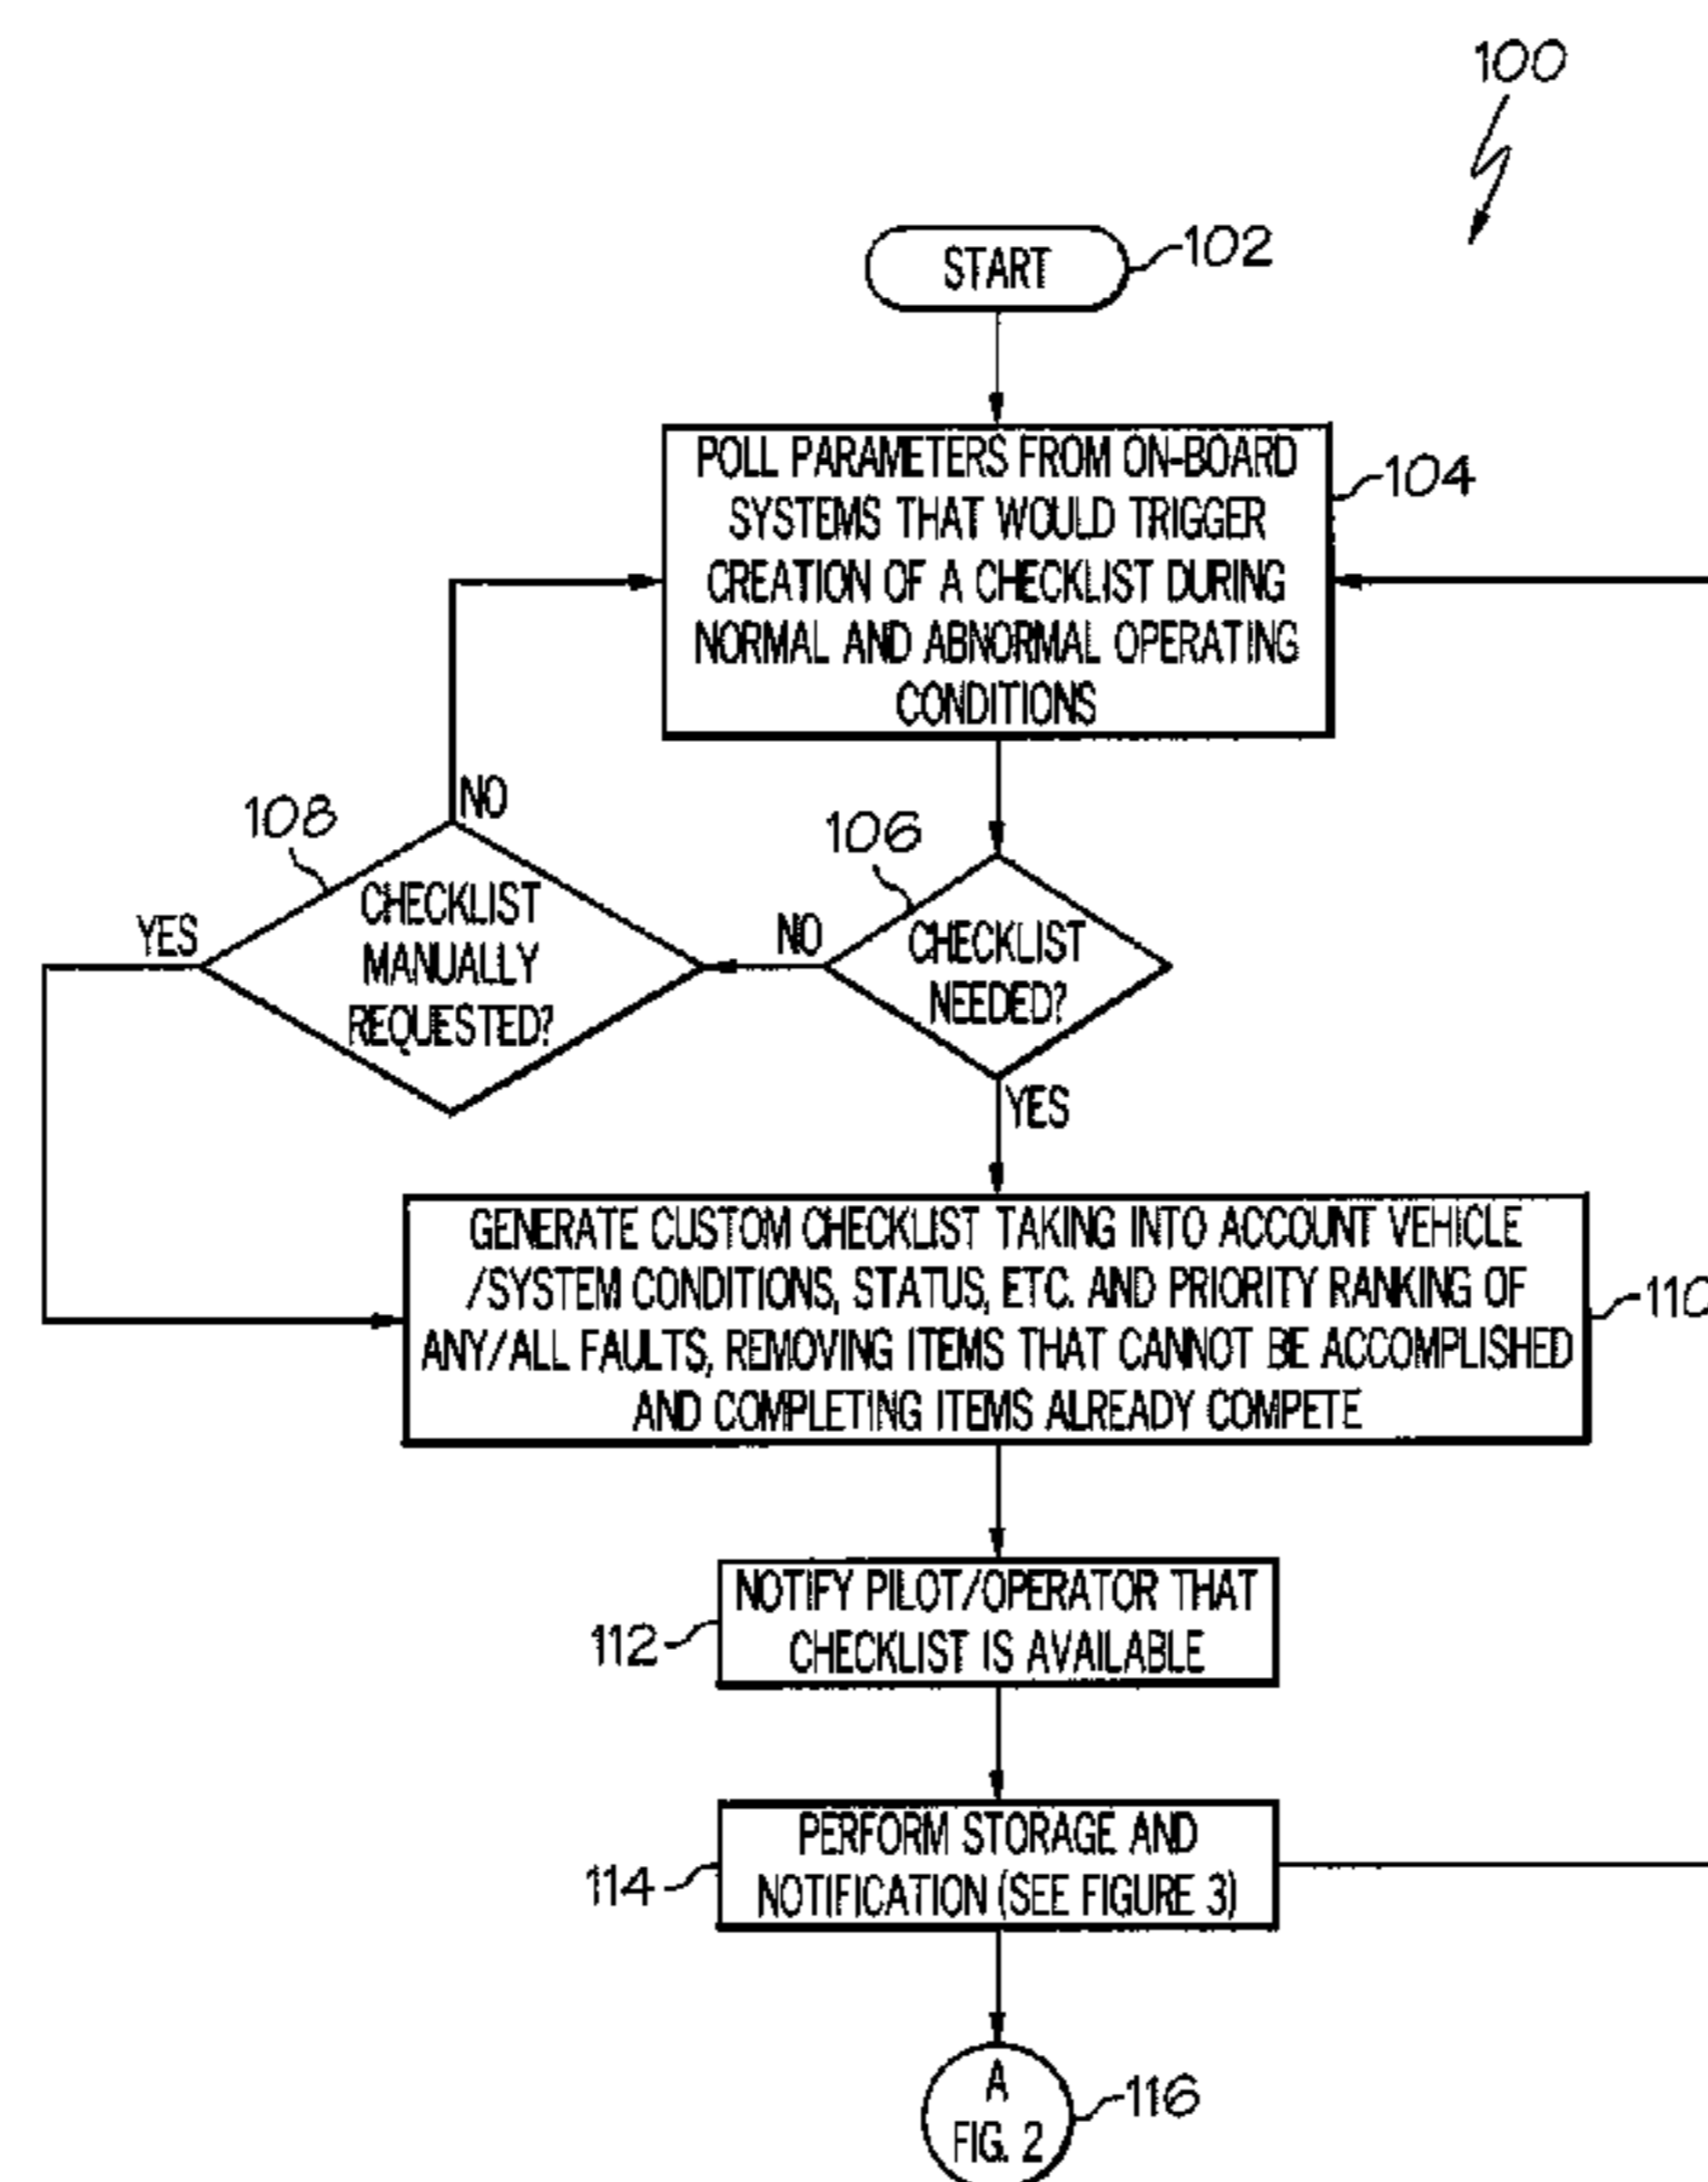 100
START
102
POLL PARAMETERS FROM ON-BOARD
SYSTEMS THAT WOULD TRIGGER
CREATION OF A CHECKLIST DURING
NORMAL AND ABNORMAL OPERATING
CONDITIONS
104
NO
108
CHECKLIST
MANUALLY
REQUESTED?
YES
106
NO
CHECKLIST
NEEDED?
YES
GENERATE CUSTOM CHECKLIST TAKING INTO ACCOUNT VEHICLE
/SYSTEM CONDITIONS, STATUS, ETC. AND PRIORITY RANKING OF
ANY/ALL FAULTS, REMOVING ITEMS THAT CANNOT BE ACCOMPLISHED
AND COMPLETING ITEMS ALREADY COMPETE
110
NOTIFY PILOT/OPERATOR THAT
CHECKLIST IS AVAILABLE
112
PERFORM STORAGE AND
NOTIFICATION (SEE FIGURE 3)
114
A
FIG. 2
116